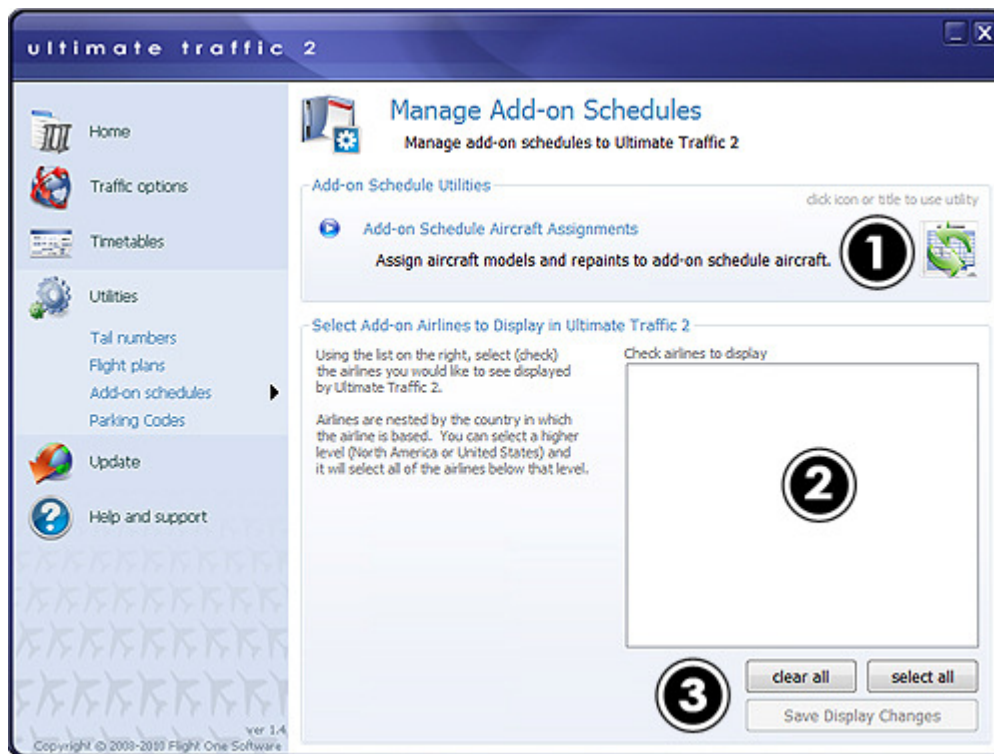 ultimate traffic 2
Home
Traffic options
Timetables
Utilities
Tail numbers
Flight plans
Add-on schedules
Parking Codes
Update
Help and support
ver 1.4
Copyright © 2008-2010 Flight One Software
Manage Add-on Schedules
Manage add-on schedules to Ultimate Traffic 2
Add-on Schedule Utilities
click icon or title to use utility
Add-on Schedule Aircraft Assignments
Assign aircraft models and repaints to add-on schedule aircraft.
1
Select Add-on Airlines to Display in Ultimate Traffic 2
Using the list on the right, select (check)
the airlines you would like to see displayed
by Ultimate Traffic 2.
Airlines are nested by the country in which
the airline is based. You can select a higher
level (North America or United States) and
it will select all of the airlines below that level.
Check airlines to display
2
3
clear all
select all
Save Display Changes